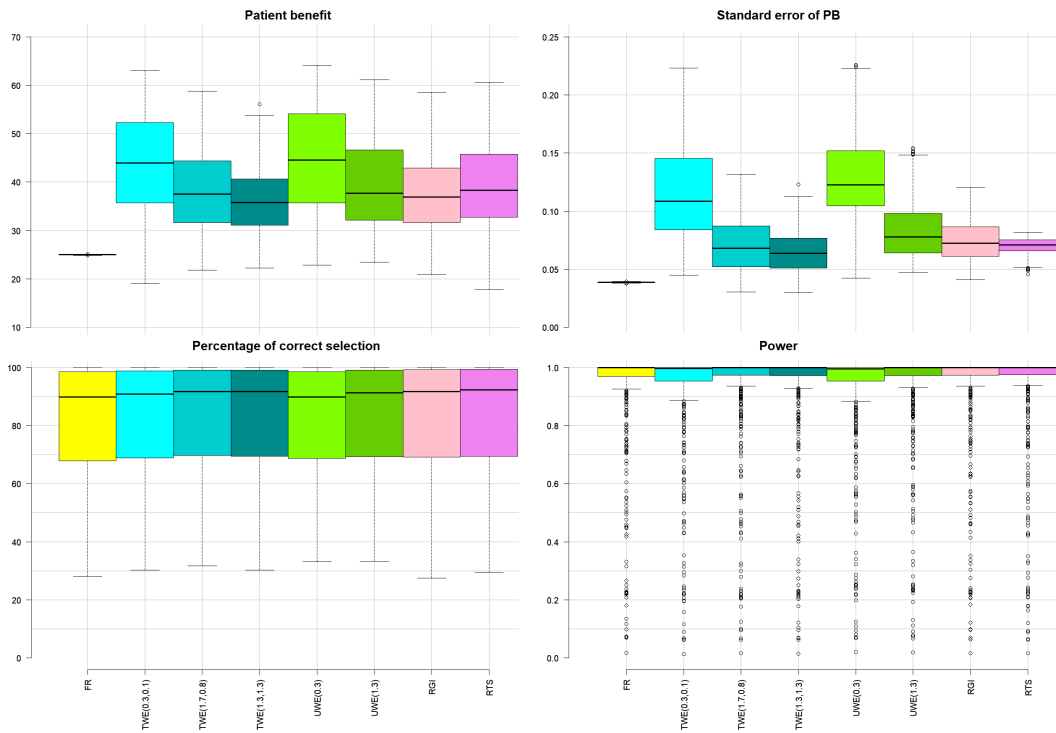 Patient benefit
70
60
50
40
30
20
10
Standard error of PB
0.25
0.20
0.15
0.10
0.05
0.00
Percentage of correct selection
100
80
60
40
20
0
FR
TWE(0.3,0.1)
TWE(1.7,0.8)
TWE(1.3,1.3)
UWE(0.3)
UWE(1.3)
RGI
RTS
Power
1.0
0.8
0.6
0.4
0.2
0.0
FR
TWE(0.3,0.1)
TWE(1.7,0.8)
TWE(1.3,1.3)
UWE(0.3)
UWE(1.3)
RGI
RTS